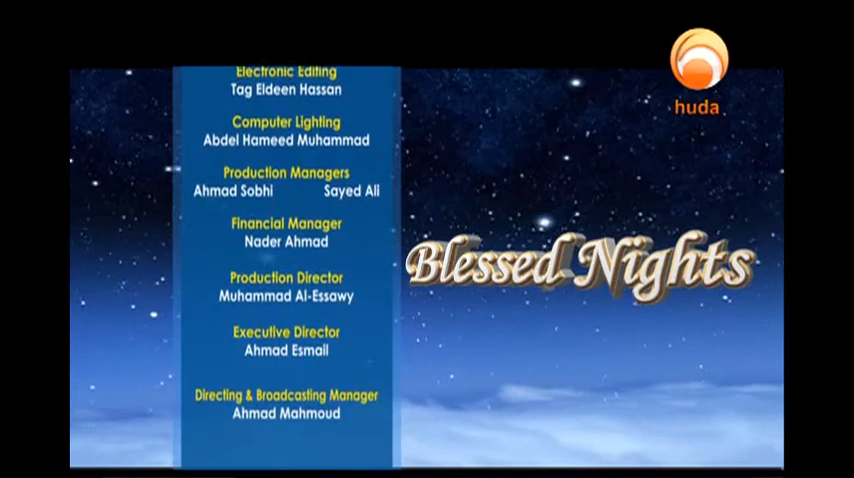 Electronic Editing
Tag Eldeen Hassan
Computer Lighting
Abdel Hameed Muhammad
Production Managers
Ahmad Sobhi Sayed Ali
Financial Manager
Nader Ahmad
Production Director
Muhammad Al-Essawy
Executive Director
Ahmad Esmail
Directing & Broadcasting Manager
Ahmad Mahmoud
Blessed Nights
huda